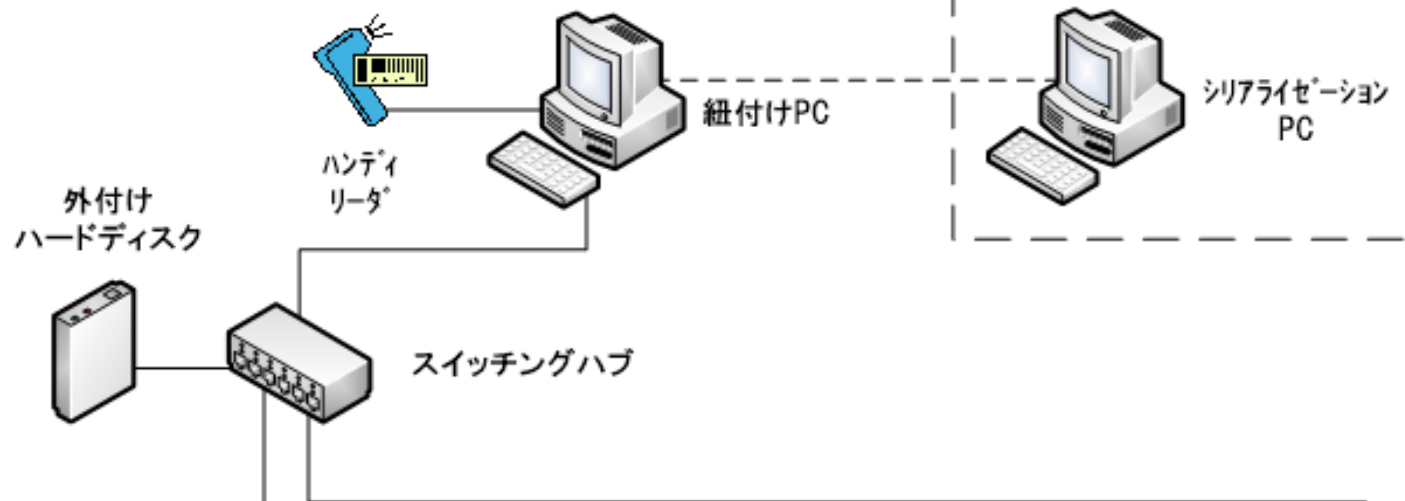 紐付けPC
シリアライゼーション
PC
ハンディ
リーダ
外付け
ハードディスク
スイッチングハブ